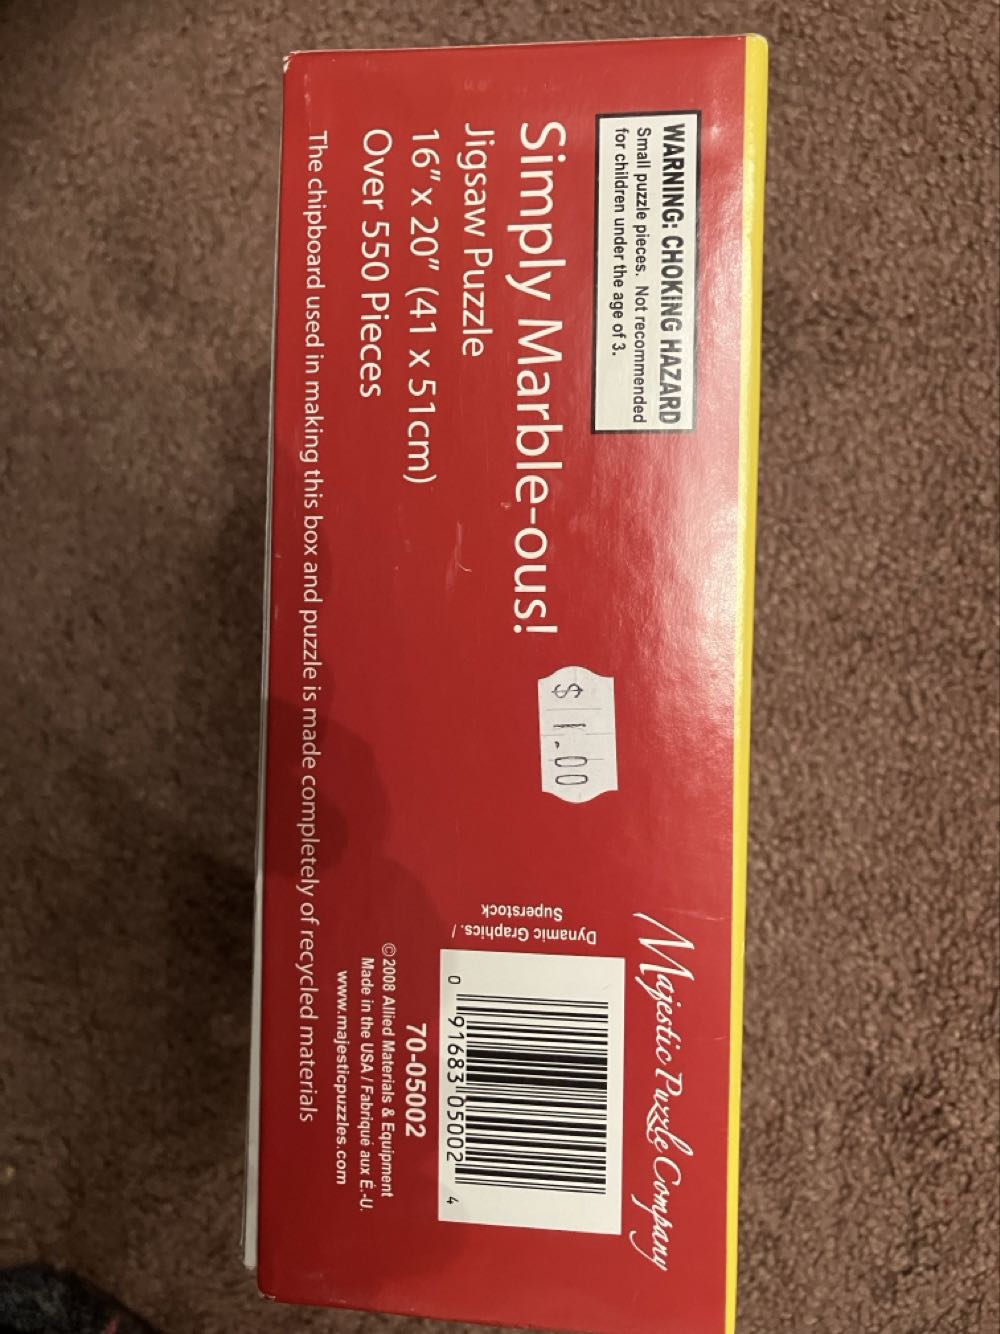 WARNING: CHOKING HAZARD
Small puzzle pieces. Not recommended
for children under the age of 3.
Simply Marble-ous!
Jigsaw Puzzle
16" x 20" (41 x 51cm)
Over 550 Pieces
The chipboard used in making this box and puzzle is made completely of recycled materials
$1.00
Majestic Puzzle Company
Dynamic Graphics. /
Superstock
0 91683 05002 4
70-05002
©2008 Allied Materials & Equipment
Made in the USA / Fabriqué aux É.-U.
www.majesticpuzzles.com